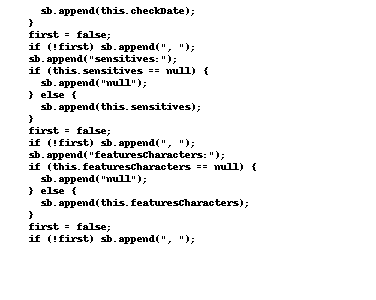 sb.append(this.checkDate);
    }
    first = false;
    if (!first) sb.append(", ");
    sb.append("sensitives:");
    if (this.sensitives == null) {
      sb.append("null");
    } else {
      sb.append(this.sensitives);
    }
    first = false;
    if (!first) sb.append(", ");
    sb.append("featuresCharacters:");
    if (this.featuresCharacters == null) {
      sb.append("null");
    } else {
      sb.append(this.featuresCharacters);
    }
    first = false;
    if (!first) sb.append(", ");